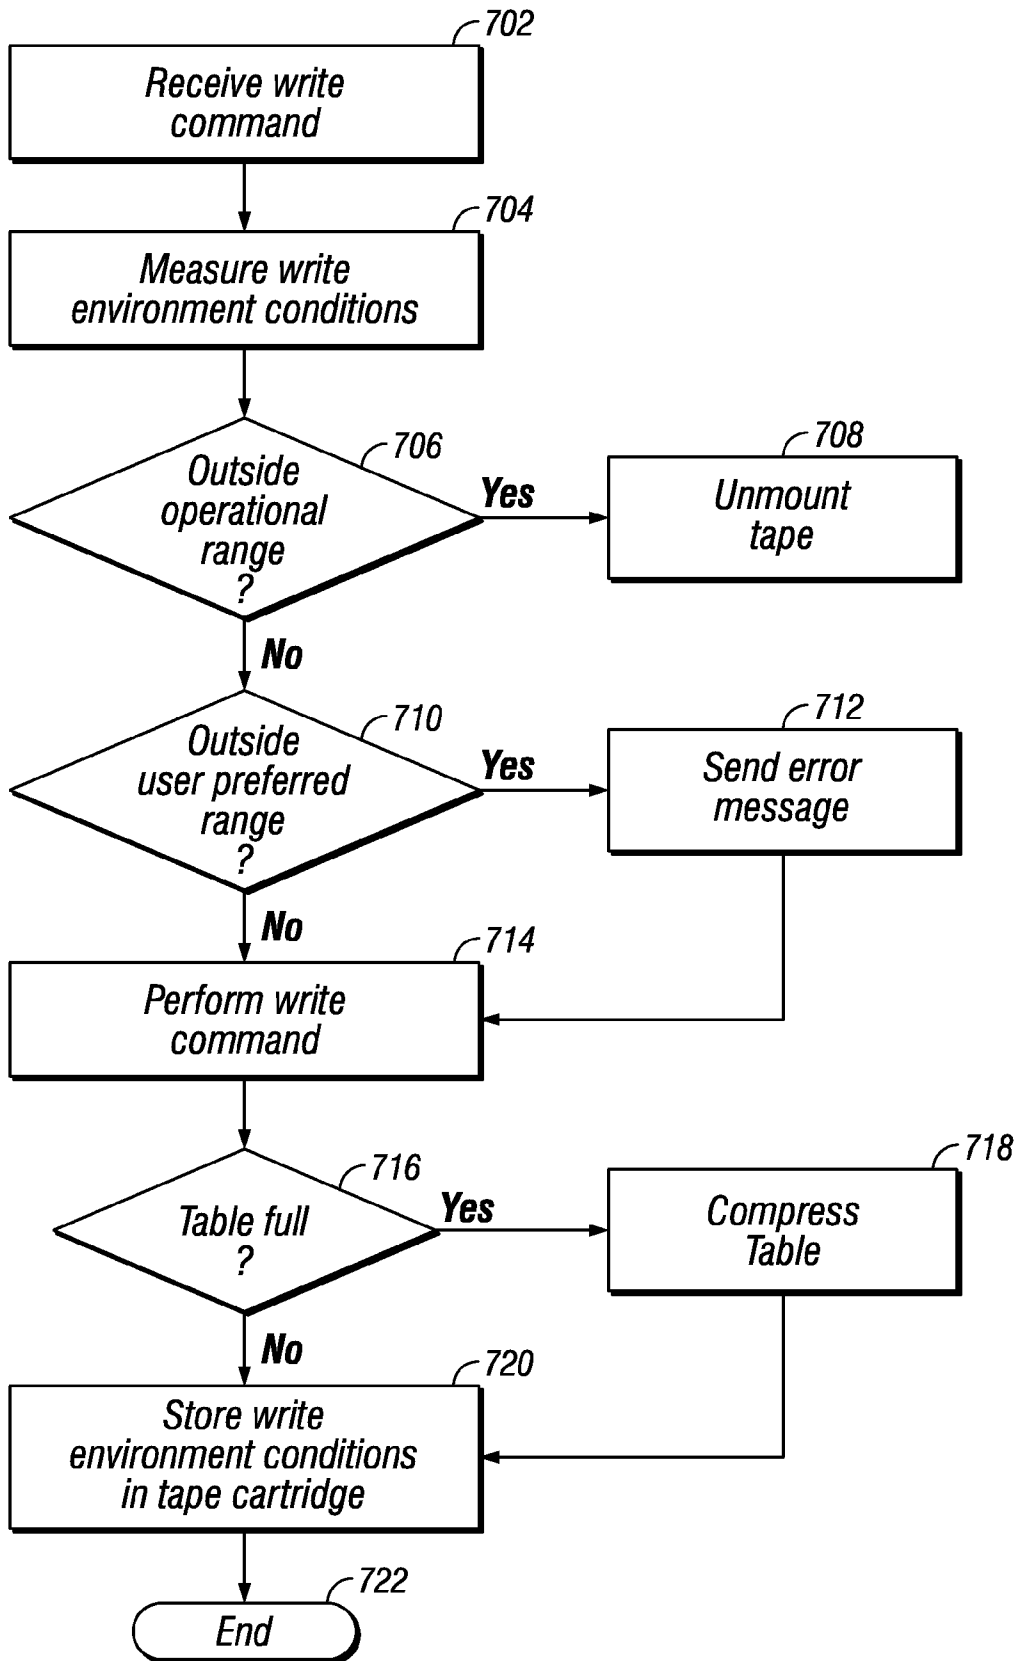 702
Receive write
command
704
Measure write
environment conditions
706
Outside
operational
range
?
Yes
708
Unmount
tape
No
710
Outside
user preferred
range
?
Yes
712
Send error
message
No
714
Perform write
command
716
Table full
?
Yes
718
Compress
Table
No
720
Store write
environment conditions
in tape cartridge
722
End